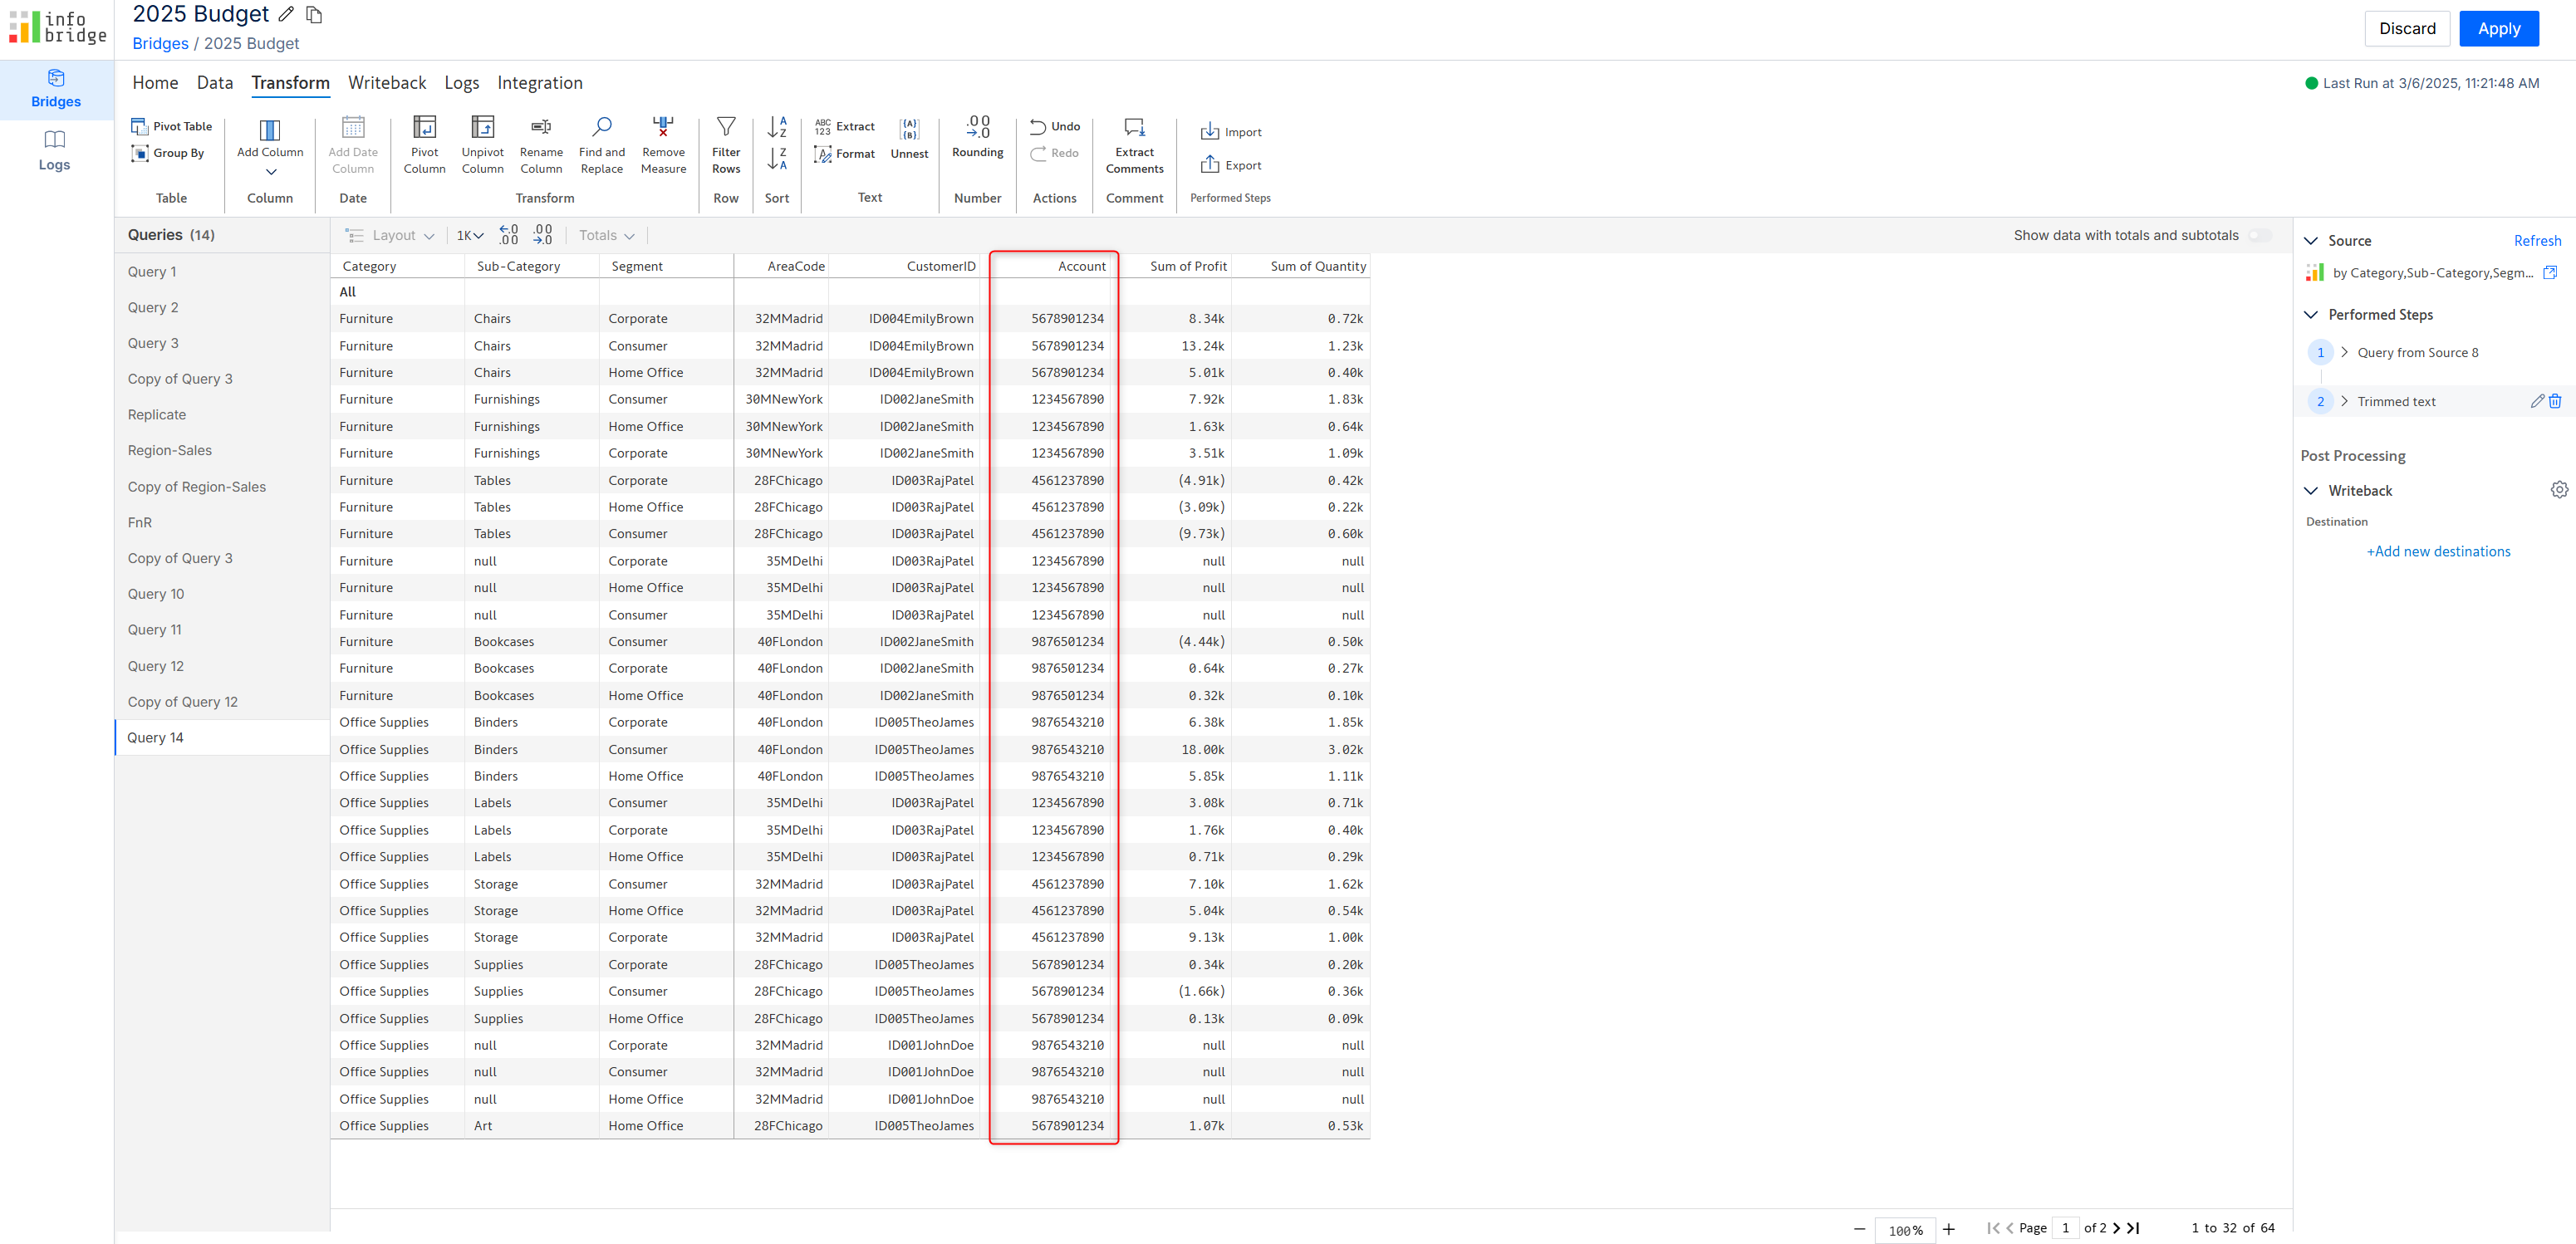 info bridge
2025 Budget
Bridges / 2025 Budget
Discard
Apply
Bridges
Logs
Home Data Transform Writeback Logs Integration
Last Run at 3/6/2025, 11:21:48 AM
Pivot Table
Group By
Table
Add Column
Column
Add Date Column
Date
Pivot Column
Unpivot Column
Rename Column
Find and Replace
Remove Measure
Transform
Filter Rows
Row
A Z
Z A
Sort
ABC 123 Extract
Format
{A} {B} Unnest
Text
.00 .0 Rounding
Number
Undo
Redo
Actions
Extract Comments
Comment
Import
Export
Performed Steps
Queries (14)
Query 1
Query 2
Query 3
Copy of Query 3
Replicate
Region-Sales
Copy of Region-Sales
FnR
Copy of Query 3
Query 10
Query 11
Query 12
Copy of Query 12
Query 14
Layout 1K .0 .00 .00 .0 Totals
Show data with totals and subtotals
Category Sub-Category Segment AreaCode CustomerID Account Sum of Profit Sum of Quantity
All
Furniture Chairs Corporate 32MMadrid ID004EmilyBrown 5678901234 8.34k 0.72k
Furniture Chairs Consumer 32MMadrid ID004EmilyBrown 5678901234 13.24k 1.23k
Furniture Chairs Home Office 32MMadrid ID004EmilyBrown 5678901234 5.01k 0.40k
Furniture Furnishings Consumer 30MNewYork ID002JaneSmith 1234567890 7.92k 1.83k
Furniture Furnishings Home Office 30MNewYork ID002JaneSmith 1234567890 1.63k 0.64k
Furniture Furnishings Corporate 30MNewYork ID002JaneSmith 1234567890 3.51k 1.09k
Furniture Tables Corporate 28FChicago ID003RajPatel 4561237890 (4.91k) 0.42k
Furniture Tables Home Office 28FChicago ID003RajPatel 4561237890 (3.09k) 0.22k
Furniture Tables Consumer 28FChicago ID003RajPatel 4561237890 (9.73k) 0.60k
Furniture null Corporate 35MDelhi ID003RajPatel 1234567890 null null
Furniture null Home Office 35MDelhi ID003RajPatel 1234567890 null null
Furniture null Consumer 35MDelhi ID003RajPatel 1234567890 null null
Furniture Bookcases Consumer 40FLondon ID002JaneSmith 9876501234 (4.44k) 0.50k
Furniture Bookcases Corporate 40FLondon ID002JaneSmith 9876501234 0.64k 0.27k
Furniture Bookcases Home Office 40FLondon ID002JaneSmith 9876501234 0.32k 0.10k
Office Supplies Binders Corporate 40FLondon ID005TheoJames 9876543210 6.38k 1.85k
Office Supplies Binders Consumer 40FLondon ID005TheoJames 9876543210 18.00k 3.02k
Office Supplies Binders Home Office 40FLondon ID005TheoJames 9876543210 5.85k 1.11k
Office Supplies Labels Consumer 35MDelhi ID003RajPatel 1234567890 3.08k 0.71k
Office Supplies Labels Corporate 35MDelhi ID003RajPatel 1234567890 1.76k 0.40k
Office Supplies Labels Home Office 35MDelhi ID003RajPatel 1234567890 0.71k 0.29k
Office Supplies Storage Consumer 32MMadrid ID003RajPatel 4561237890 7.10k 1.62k
Office Supplies Storage Home Office 32MMadrid ID003RajPatel 4561237890 5.04k 0.54k
Office Supplies Storage Corporate 32MMadrid ID003RajPatel 4561237890 9.13k 1.00k
Office Supplies Supplies Corporate 28FChicago ID005TheoJames 5678901234 0.34k 0.20k
Office Supplies Supplies Consumer 28FChicago ID005TheoJames 5678901234 (1.66k) 0.36k
Office Supplies Supplies Home Office 28FChicago ID005TheoJames 5678901234 0.13k 0.09k
Office Supplies null Corporate 32MMadrid ID001JohnDoe 9876543210 null null
Office Supplies null Consumer 32MMadrid ID001JohnDoe 9876543210 null null
Office Supplies null Home Office 32MMadrid ID001JohnDoe 9876543210 null null
Office Supplies Art Home Office 28FChicago ID005TheoJames 5678901234 1.07k 0.53k
Source Refresh
by Category,Sub-Category,Segm...
Performed Steps
1 Query from Source 8
2 Trimmed text
Post Processing
Writeback
Destination
+Add new destinations
100% Page 1 of 2 1 to 32 of 64